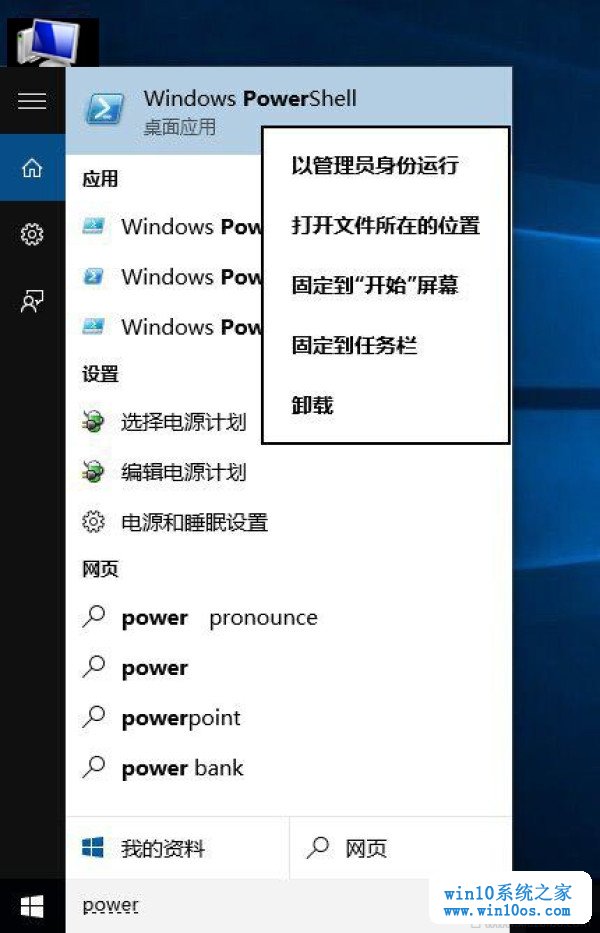 Windows PowerShell
桌面应用
以管理员身份运行
打开文件所在的位置
固定到“开始”屏幕
固定到任务栏
卸载
应用
Windows Pow
Windows Pow
Windows Pow
设置
选择电源计划
编辑电源计划
电源和睡眠设置
网页
power pronounce
power
powerpoint
power bank
我的资料
网页
power
win10系统之家
www.win10os.com